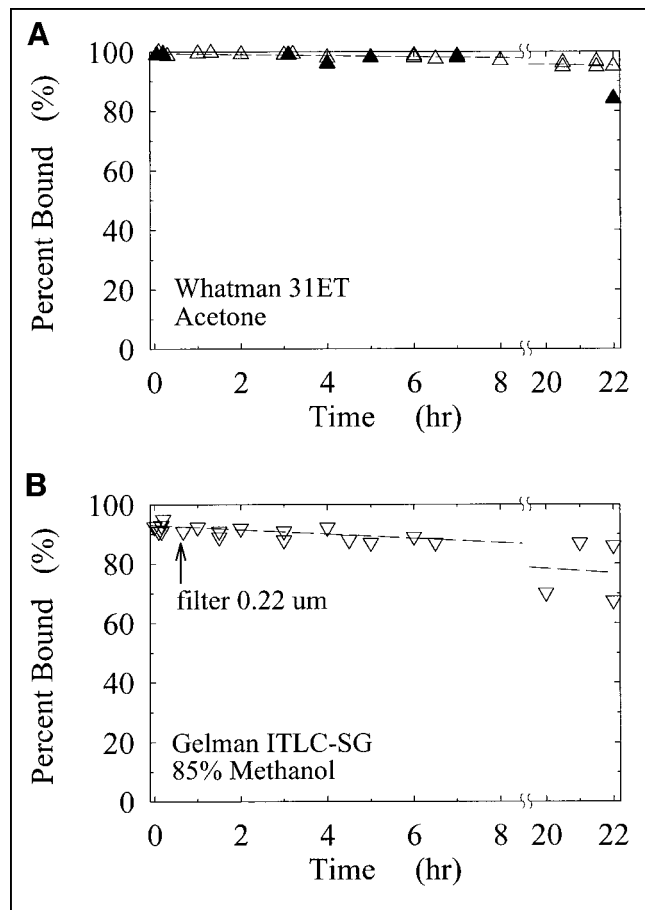 A
Percent Bound (%)
100
80
60
40
20
0
Whatman 31ET
Acetone
0 2 4 6 8 20 22
Time (hr)
B
Percent Bound (%)
100
80
60
40
20
0
filter 0.22 um
Gelman ITLC-SG
85% Methanol
0 2 4 6 8 20 22
Time (hr)